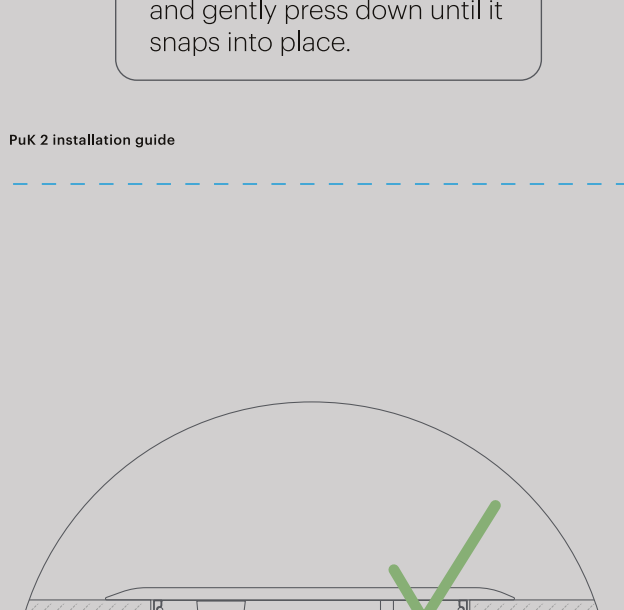 and gently press down until it
snaps into place.
PuK 2 installation guide